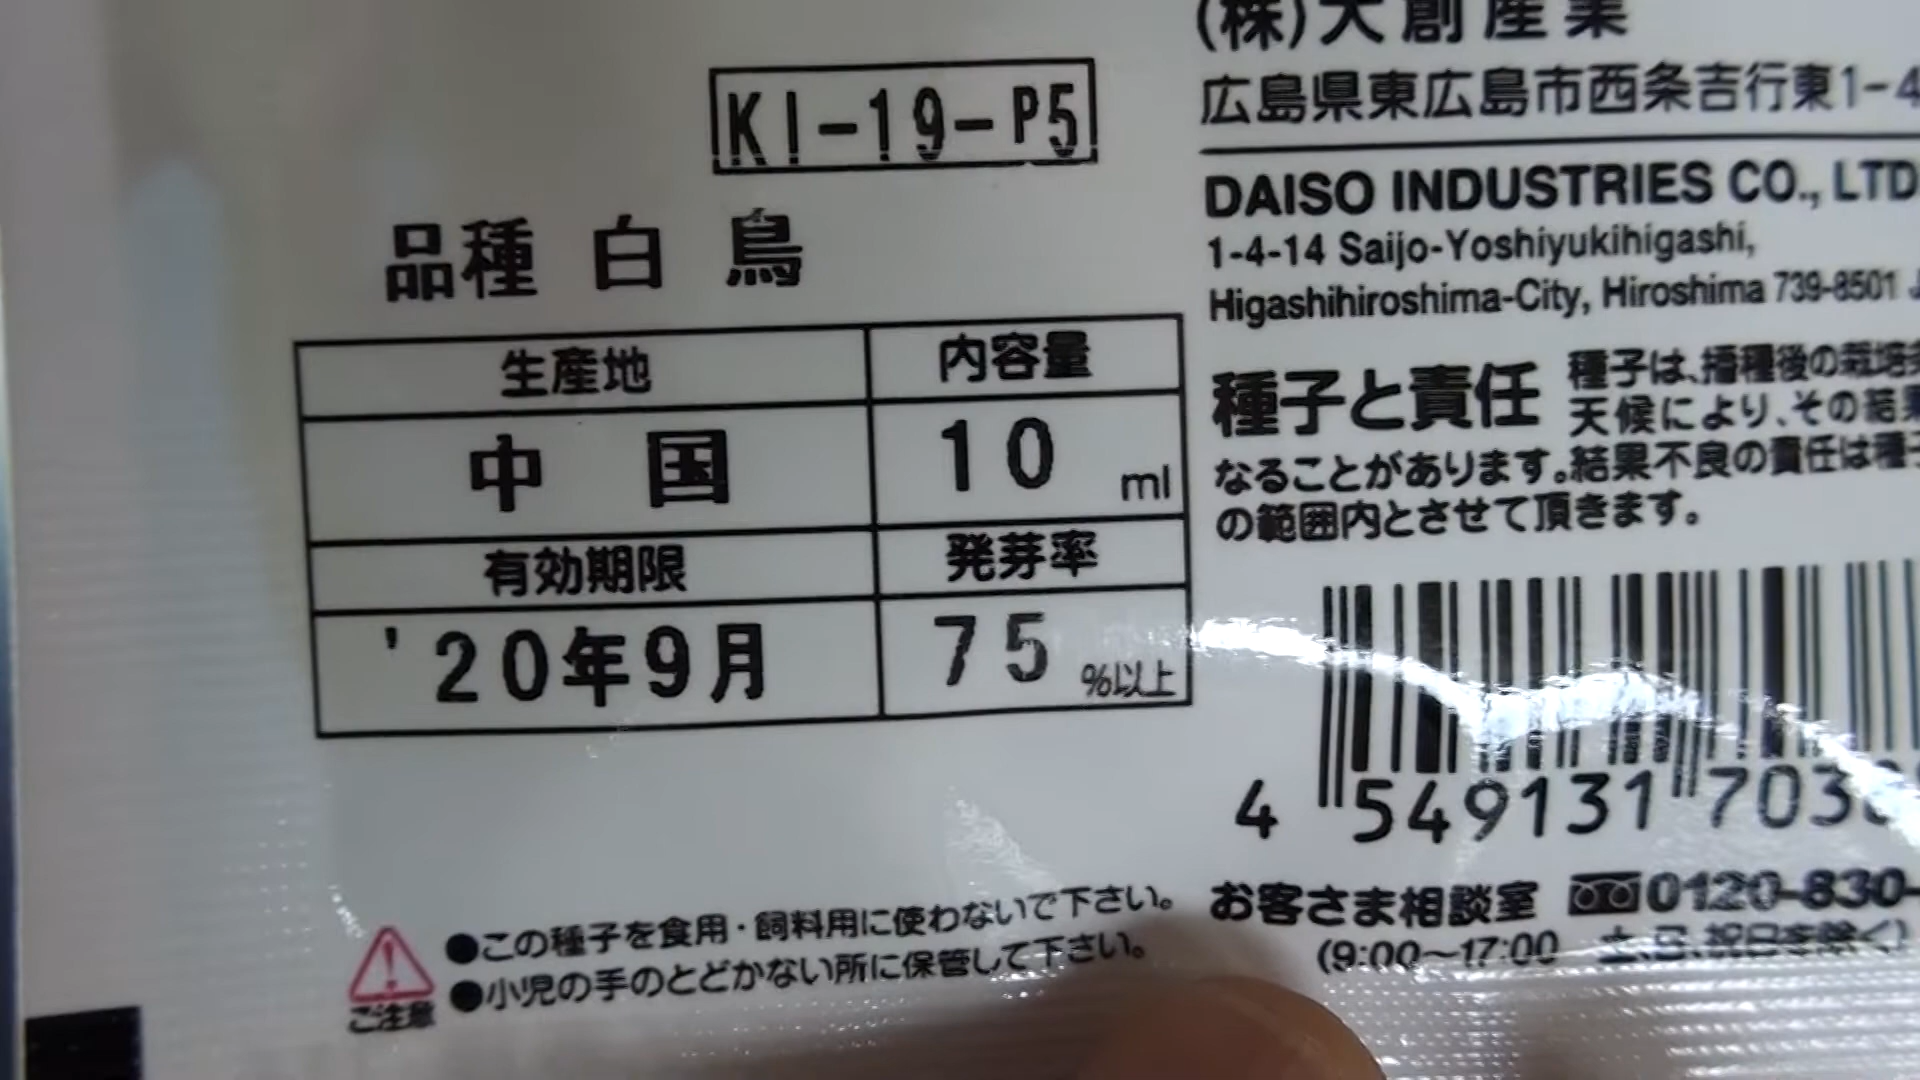 KI-19-P5
品種 白鳥
生産地 内容量
中国 10 ml
有効期限 発芽率
'20年9月 75 %以上
●この種子を食用・飼料用に使わないで下さい。
●小児の手のとどかない所に保管して下さい。
ご注意
(株)大創産業
広島県東広島市西条吉行東1-4
DAISO INDUSTRIES CO., LTD
1-4-14 Saijo-Yoshiyukihigashi,
Higashihiroshima-City, Hiroshima 739-8501
種子と責任 種子は、播種後の栽培
天候により、その結果
なることがあります。結果不良の責任は種子
の範囲内とさせて頂きます。
4 549131 703
お客さま相談室 0120-830-
(9:00〜17:00 土、日、祝日を除く)